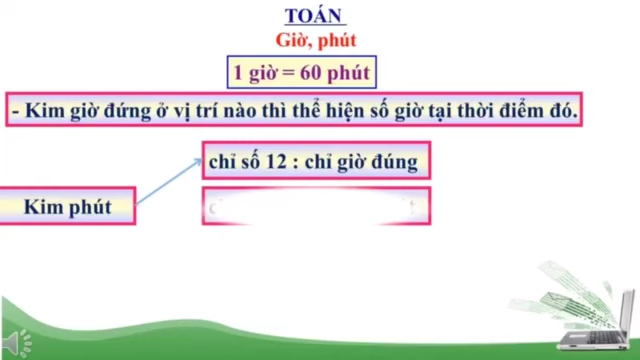 TOÁN
Giờ, phút
1 giờ = 60 phút
- Kim giờ đứng ở vị trí nào thì thể hiện số giờ tại thời điểm đó.
chỉ số 12 : chỉ giờ đúng
Kim phút